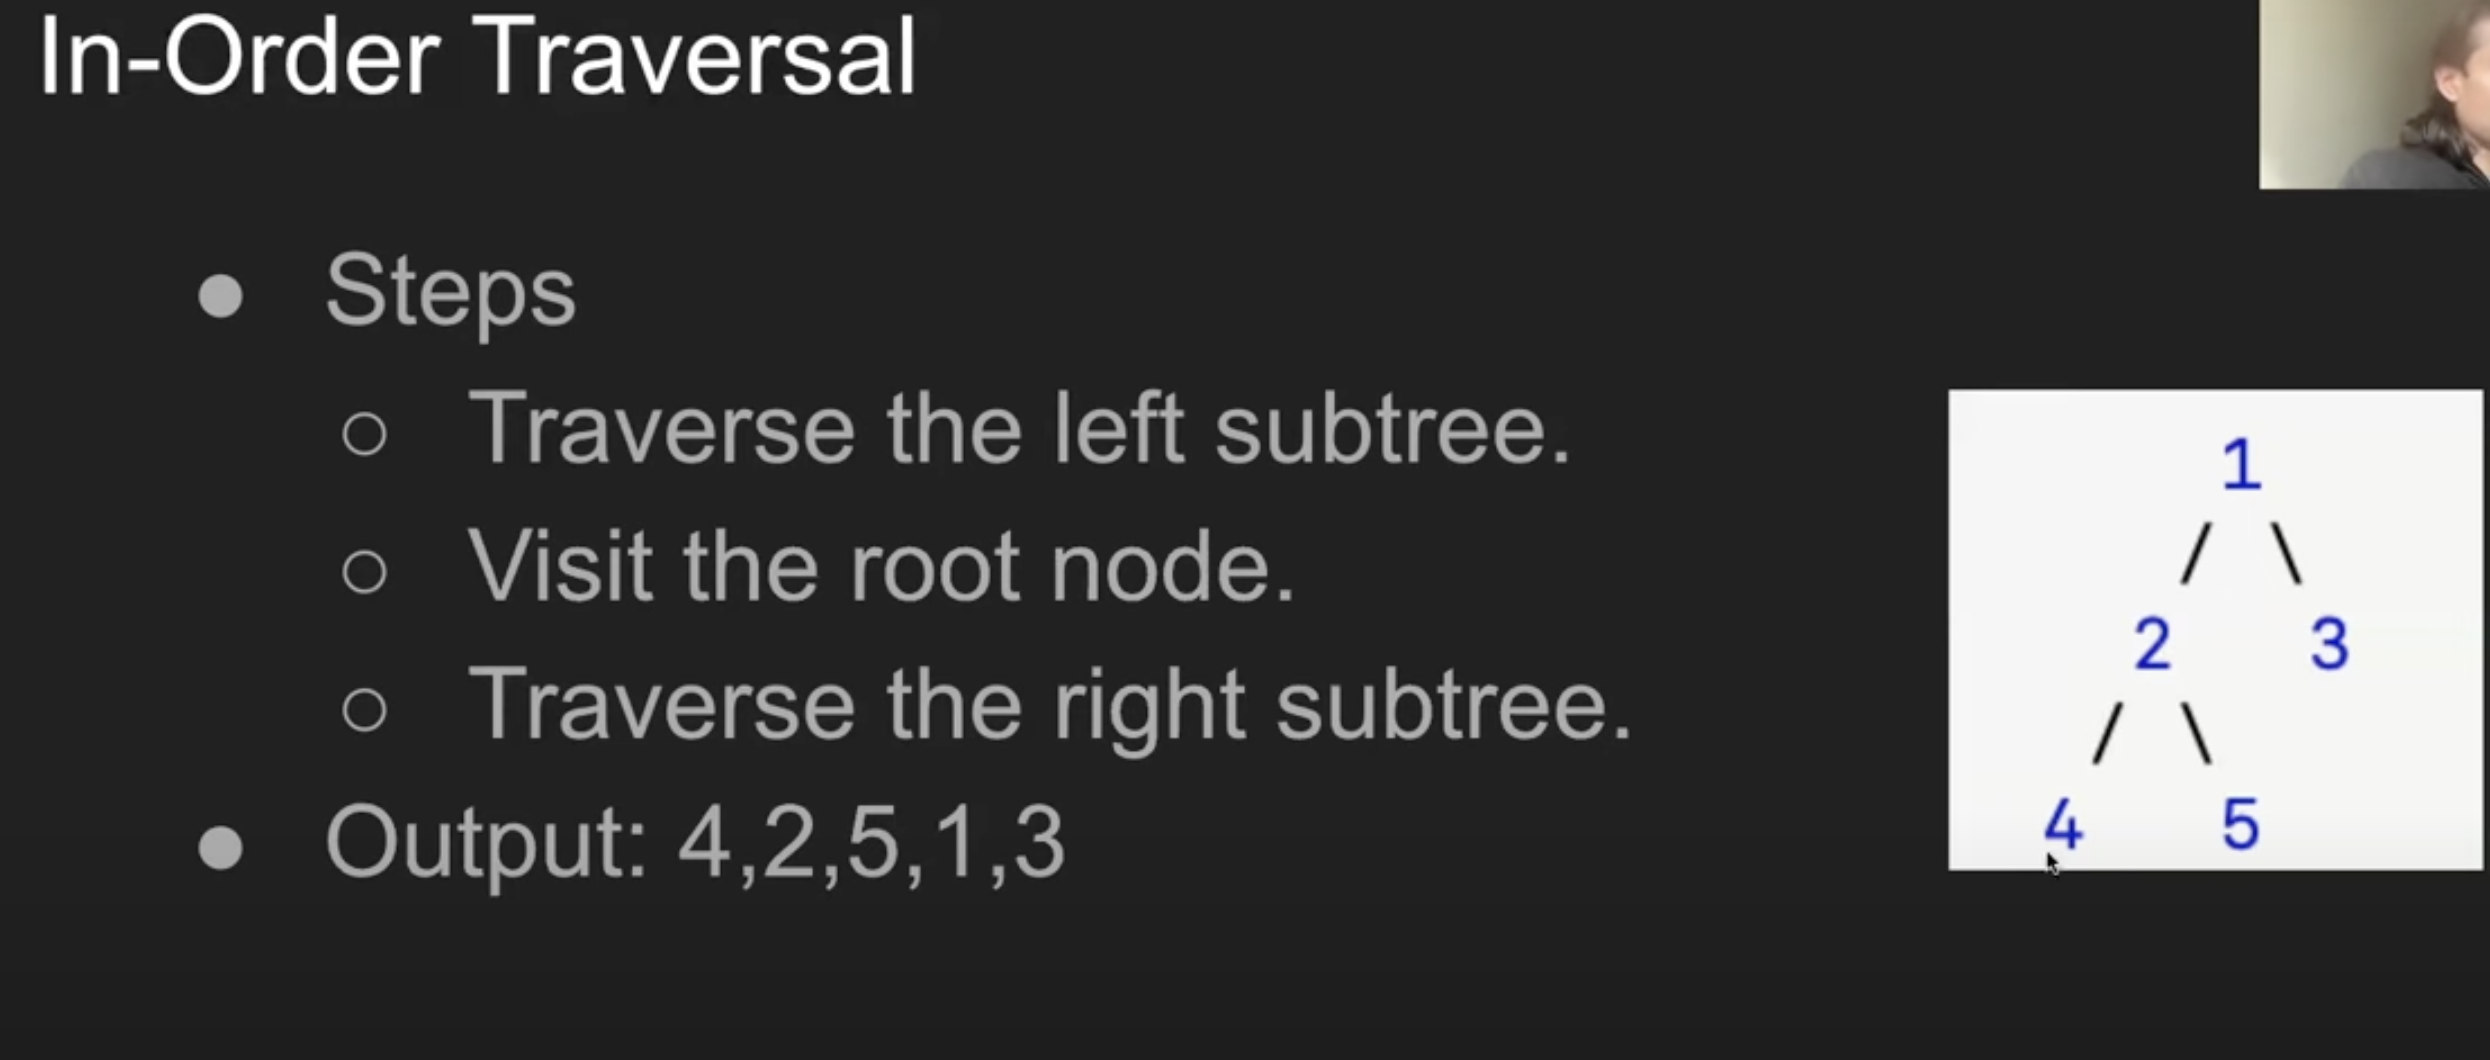 In-Order Traversal
● Steps
○ Traverse the left subtree.
○ Visit the root node.
○ Traverse the right subtree.
● Output: 4,2,5,1,3
1
/ \
2 3
/ \
4 5